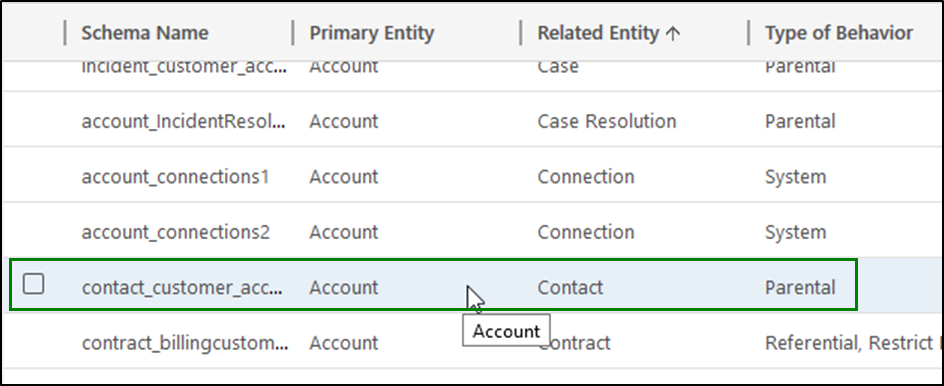 Schema Name Primary Entity Related Entity Type of Behavior
incident_customer_acc... Account Case Parental
account_IncidentResol... Account Case Resolution Parental
account_connections1 Account Connection System
account_connections2 Account Connection System
contact_customer_acc... Account Contact Parental
Account
contract_billingcustom... Account Contract Referential, Restrict